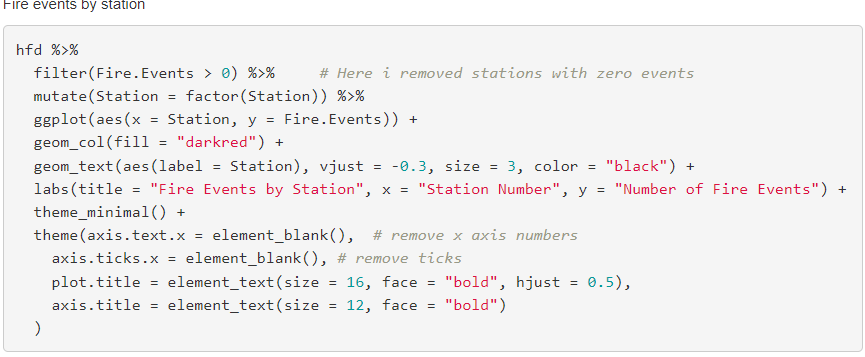 Fire events by station
hfd %>%
  filter(Fire.Events > 0) %>%     # Here i removed stations with zero events
  mutate(Station = factor(Station)) %>%
  ggplot(aes(x = Station, y = Fire.Events)) +
  geom_col(fill = "darkred") +
  geom_text(aes(label = Station), vjust = -0.3, size = 3, color = "black") +
  labs(title = "Fire Events by Station", x = "Station Number", y = "Number of Fire Events") +
  theme_minimal() +
  theme(axis.text.x = element_blank(),  # remove x axis numbers
    axis.ticks.x = element_blank(), # remove ticks
    plot.title = element_text(size = 16, face = "bold", hjust = 0.5),
    axis.title = element_text(size = 12, face = "bold")
  )